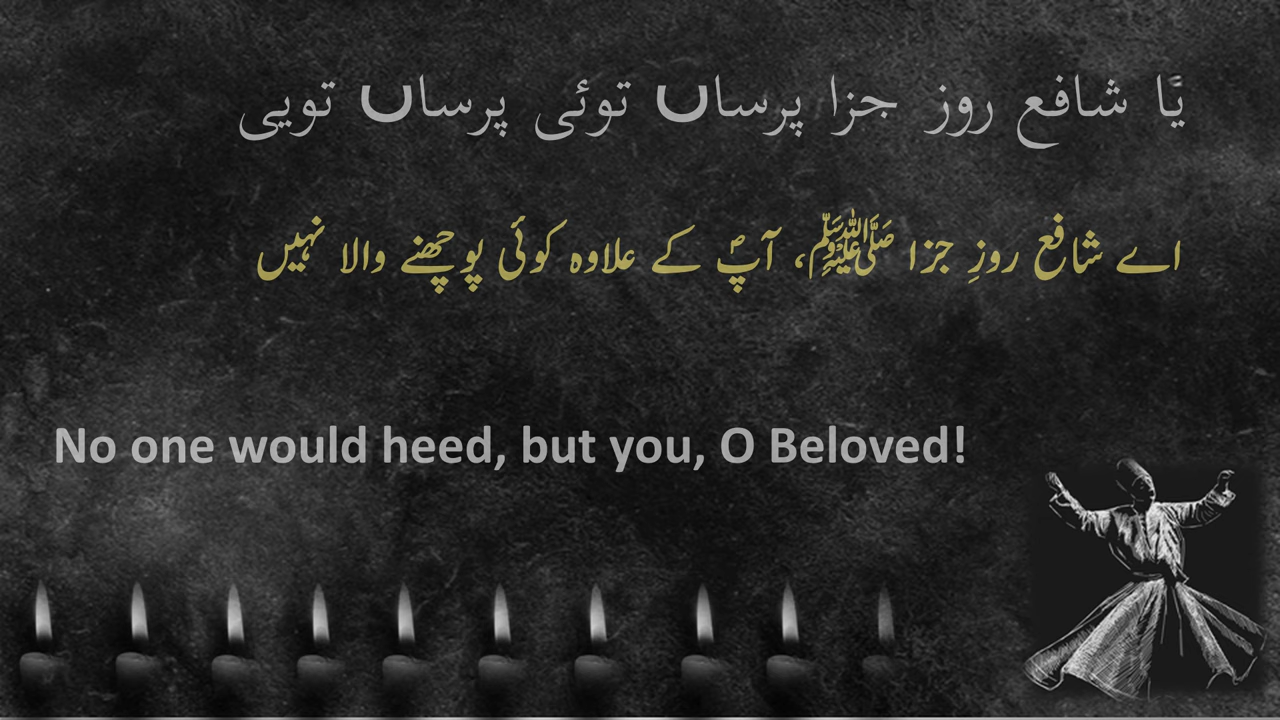 یَّا شافع روز جزا پرساں توئی پرساں تویی
اے شافع روزِ جزا ﷺ، آپؐ کے علاوہ کوئی پوچھنے والا نہیں
No one would heed, but you, O Beloved!